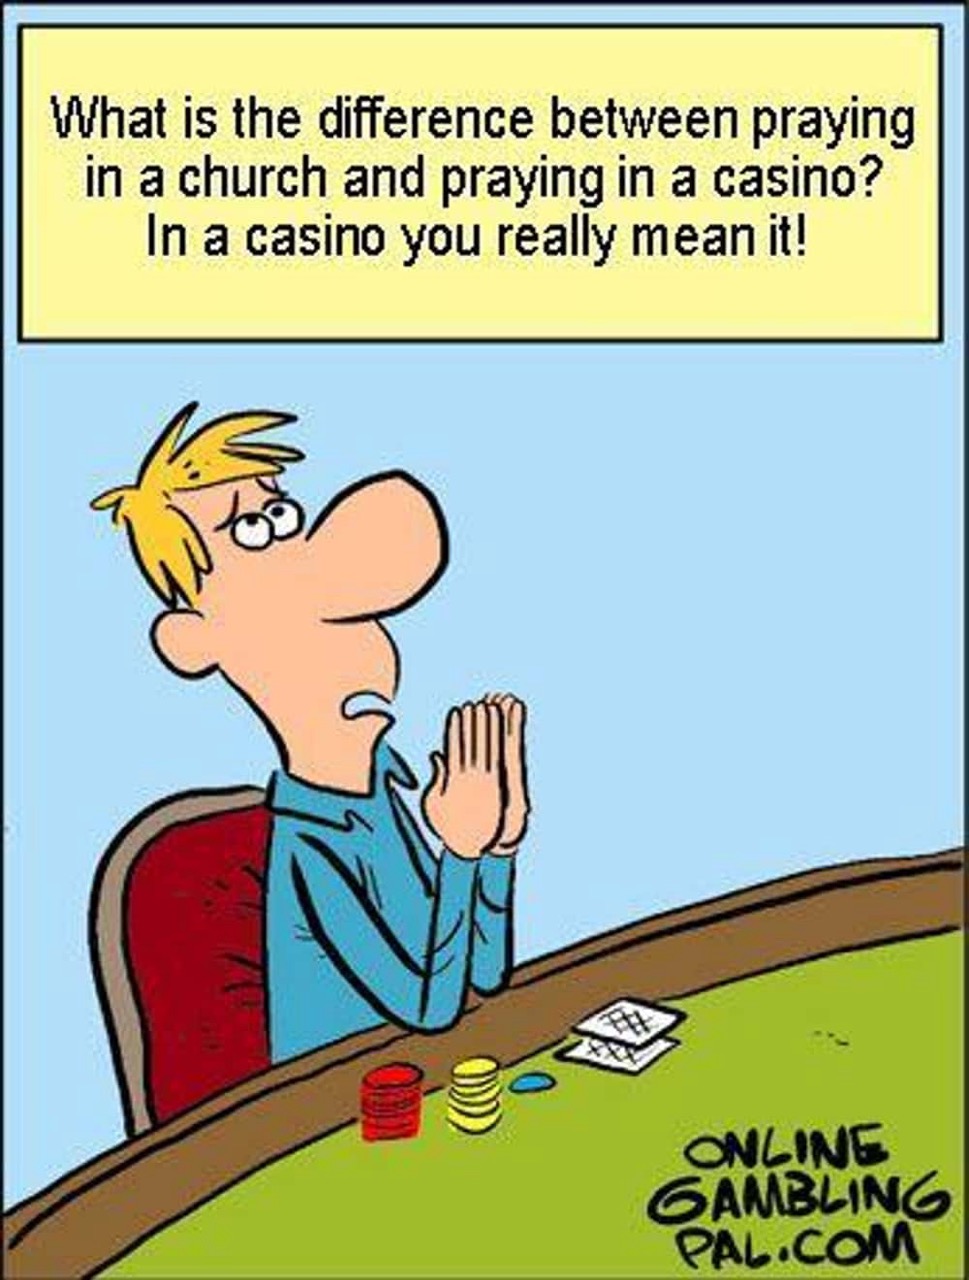 What is the difference between praying
in a church and praying in a casino?
In a casino you really mean it!
ONLINE
GAMBLING
PAL.COM